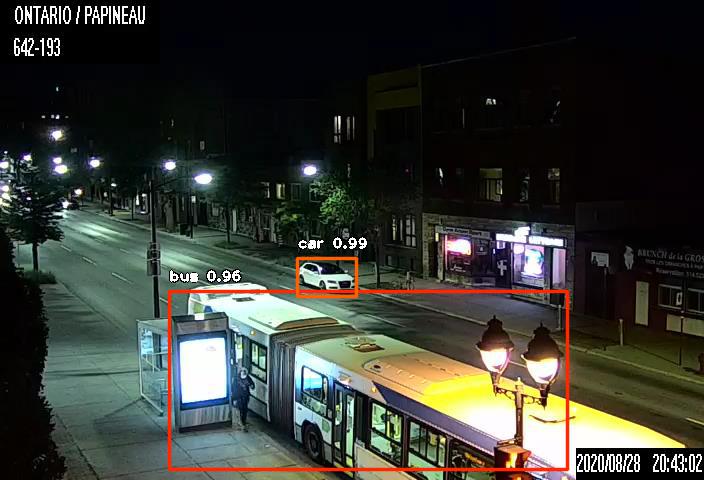 ONTARIO / PAPINEAU
642-193
car 0.99
bus 0.96
BRUNCH de la GROS
2020/08/28 20:43:02